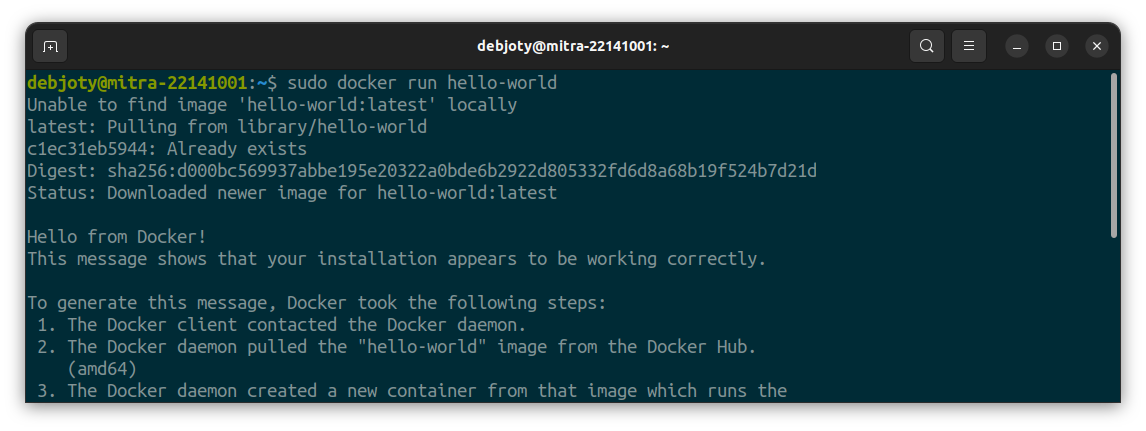 debjoty@mitra-22141001: ~
debjoty@mitra-22141001:~$ sudo docker run hello-world
Unable to find image 'hello-world:latest' locally
latest: Pulling from library/hello-world
c1ec31eb5944: Already exists
Digest: sha256:d000bc569937abbe195e20322a0bde6b2922d805332fd6d8a68b19f524b7d21d
Status: Downloaded newer image for hello-world:latest

Hello from Docker!
This message shows that your installation appears to be working correctly.

To generate this message, Docker took the following steps:
 1. The Docker client contacted the Docker daemon.
 2. The Docker daemon pulled the "hello-world" image from the Docker Hub.
    (amd64)
 3. The Docker daemon created a new container from that image which runs the